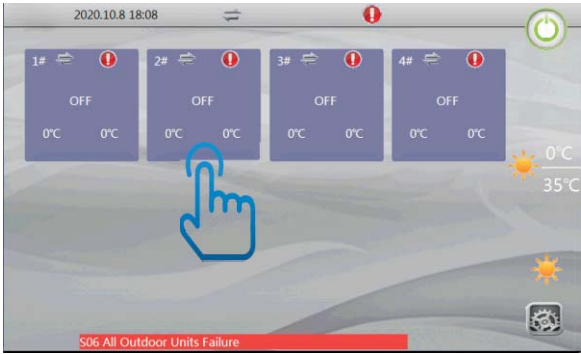 2020.10.8 18:08
1# 2# 3# 4#
OFF OFF OFF OFF
0℃ 0℃ 0℃ 0℃ 0℃ 0℃ 0℃ 0℃
0℃
35℃
S06 All Outdoor Units Failure